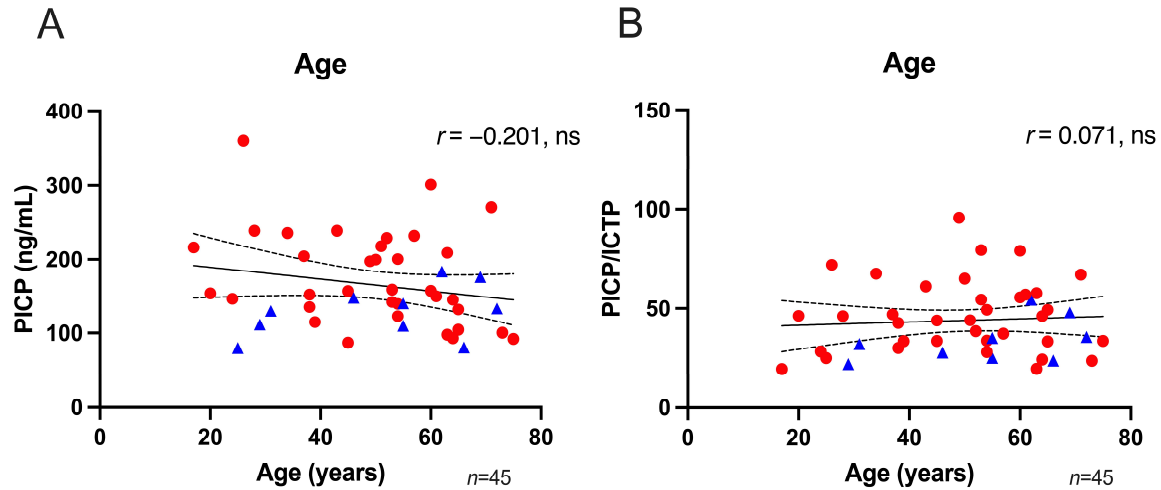 A
Age
r = −0.201, ns
PICP (ng/mL)
400
300
200
100
0
0 20 40 60 80
Age (years)
n=45
B
Age
r = 0.071, ns
PICP/ICTP
150
100
50
0
0 20 40 60 80
Age (years)
n=45